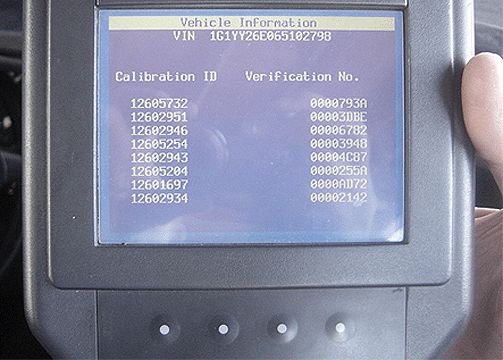 Vehicle Information
VIN 1G1YY26E065102798
Calibration ID Verification No.
12605732 0000793A
12602951 00003DBE
12602946 00006782
12605254 00003948
12602943 00004C87
12605204 0000255A
12601697 0000AD72
12602934 00002142